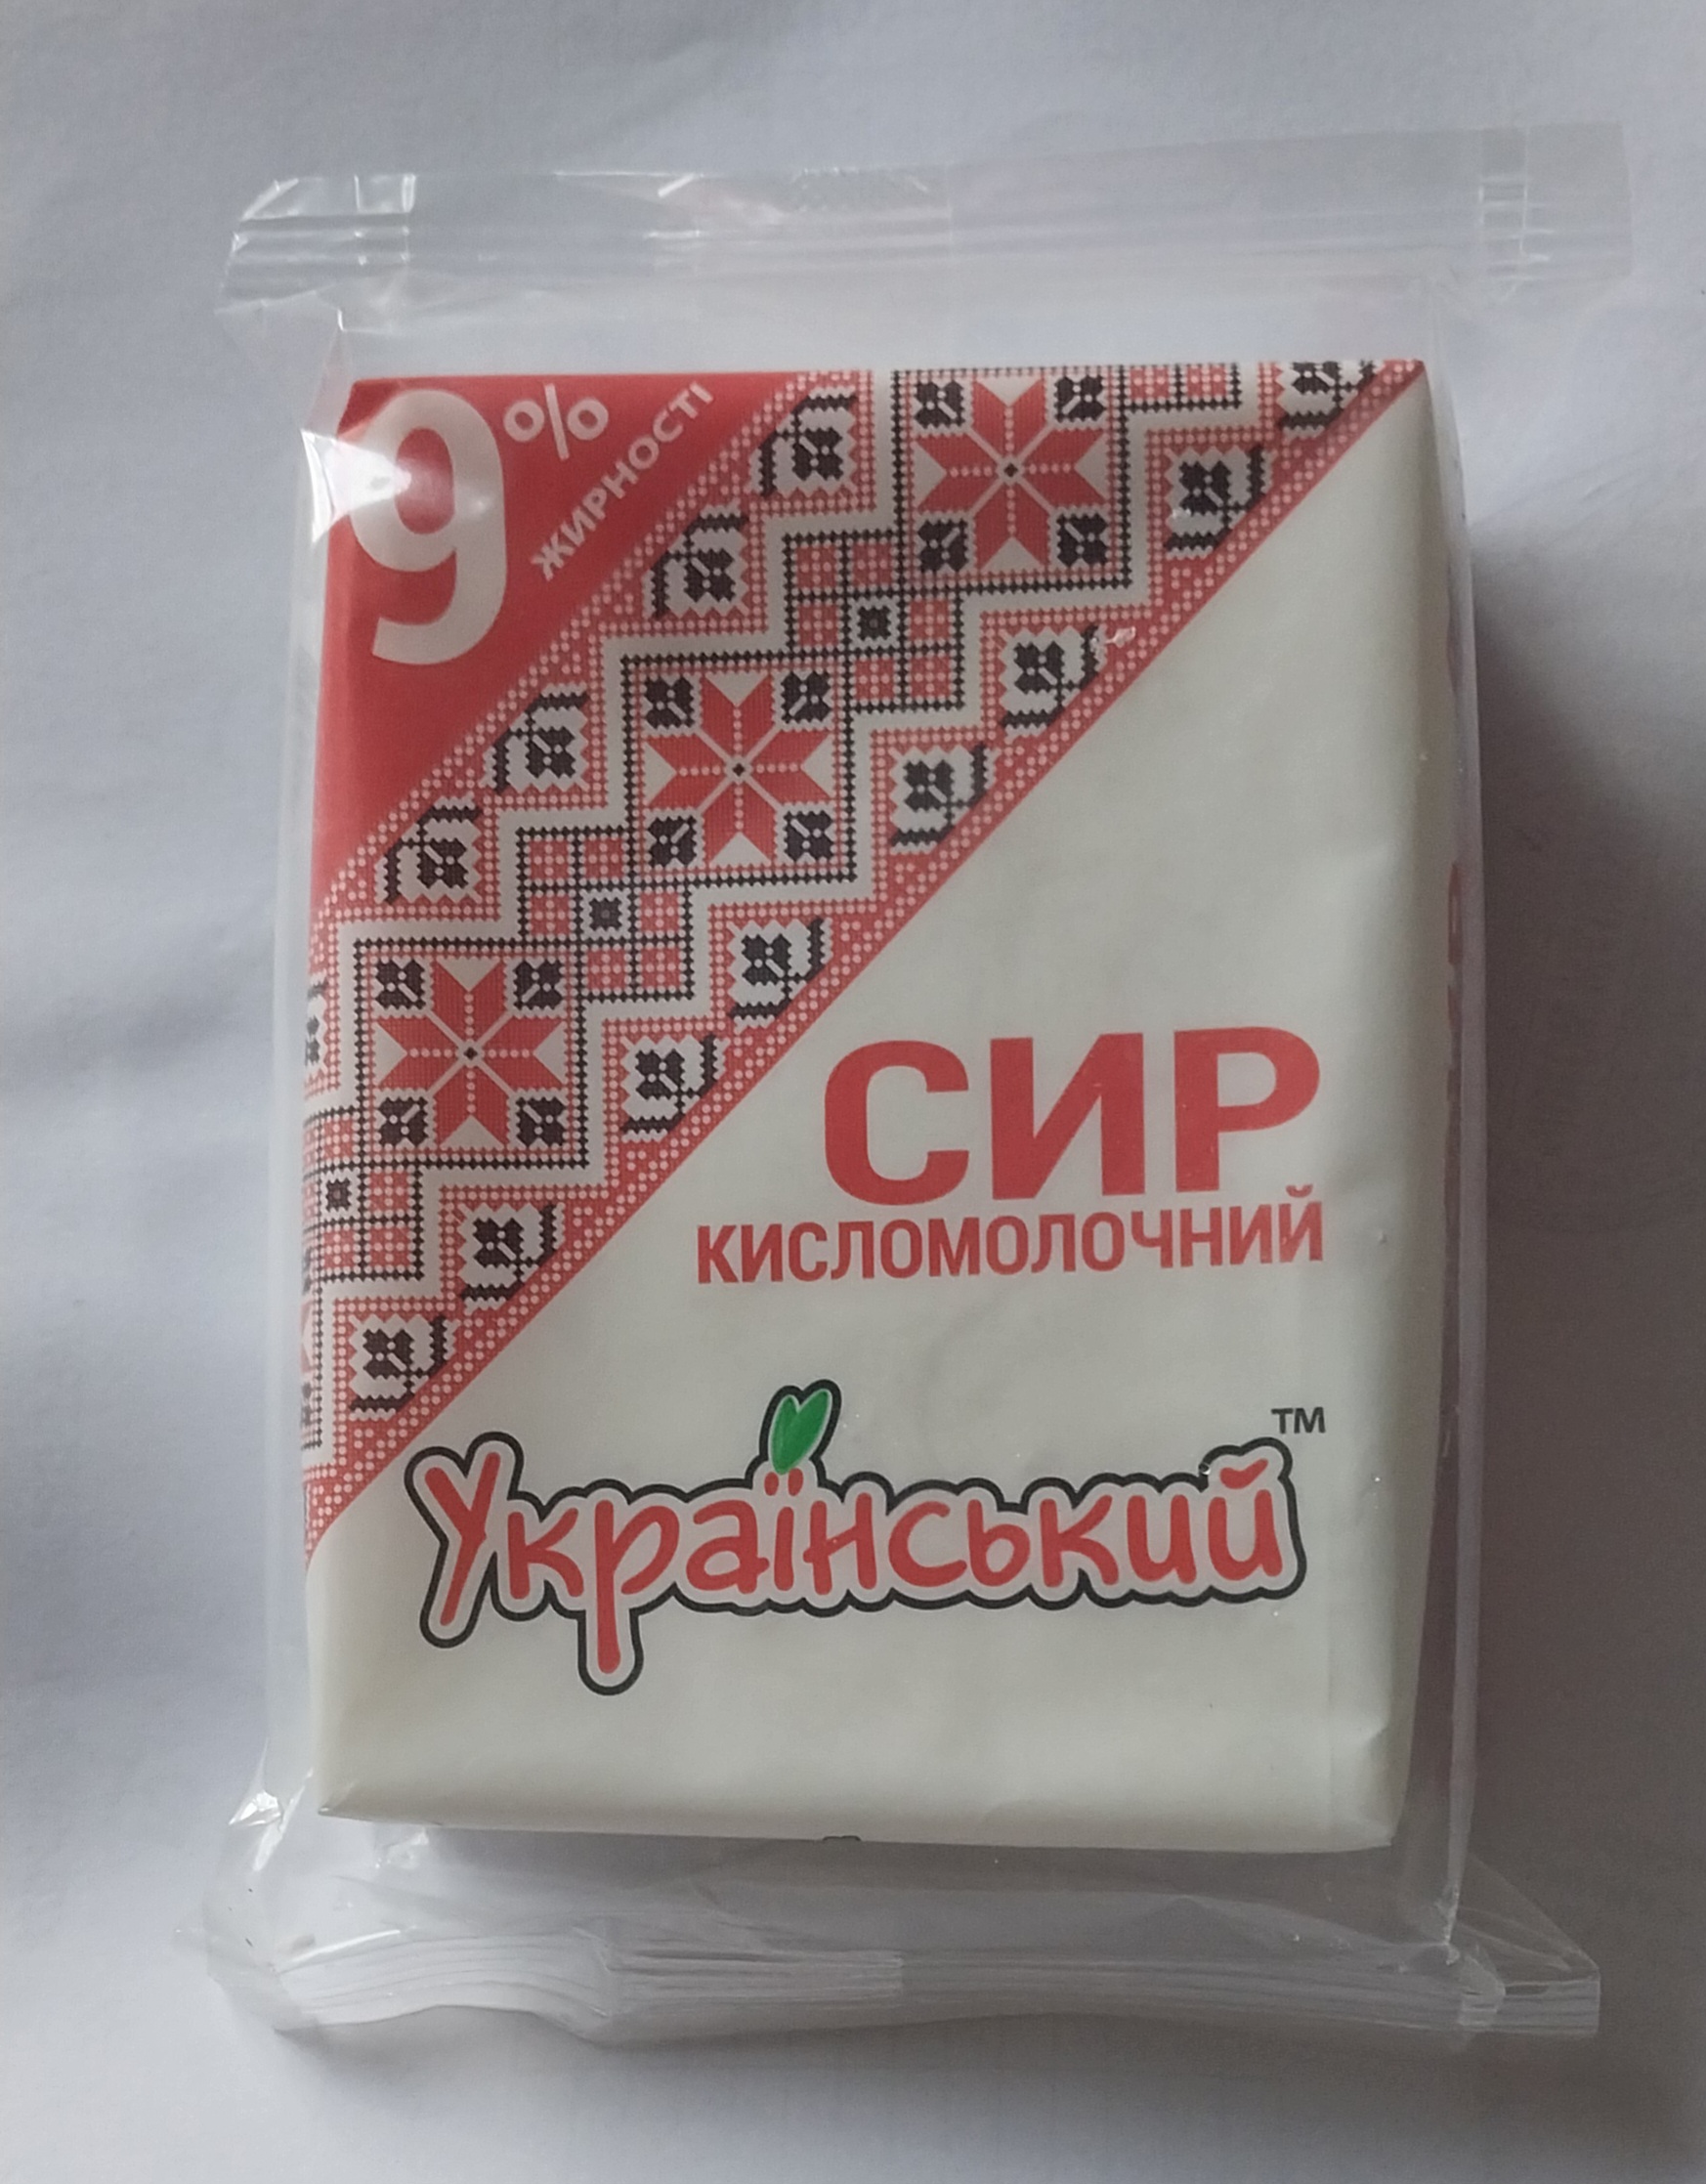 9%
ЖИРНОСТІ
СИР
КИСЛОМОЛОЧНИЙ
Український™